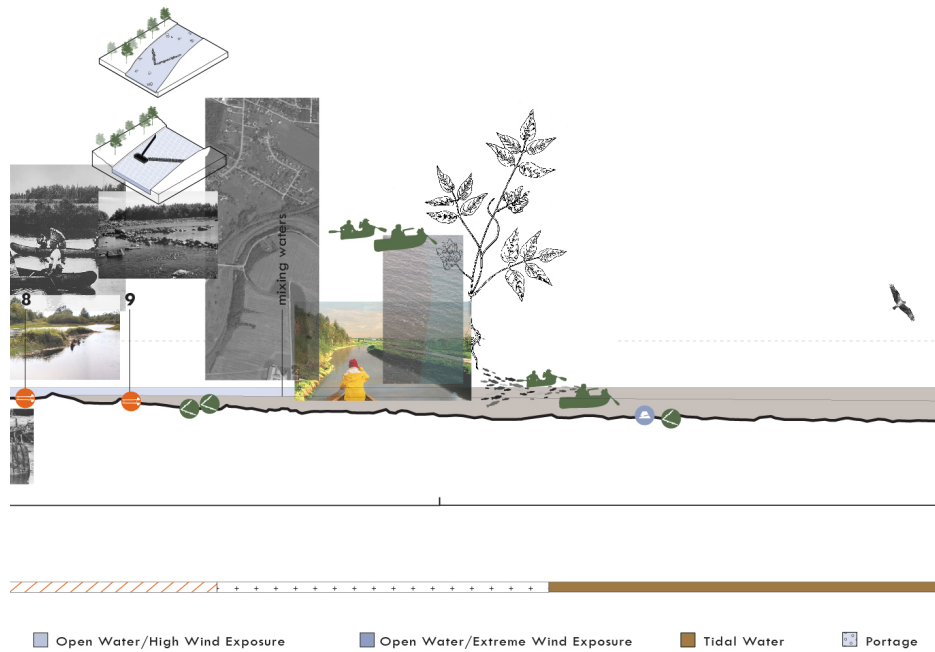 mixing waters
8
9
Open Water/High Wind Exposure
Open Water/Extreme Wind Exposure
Tidal Water
Portage